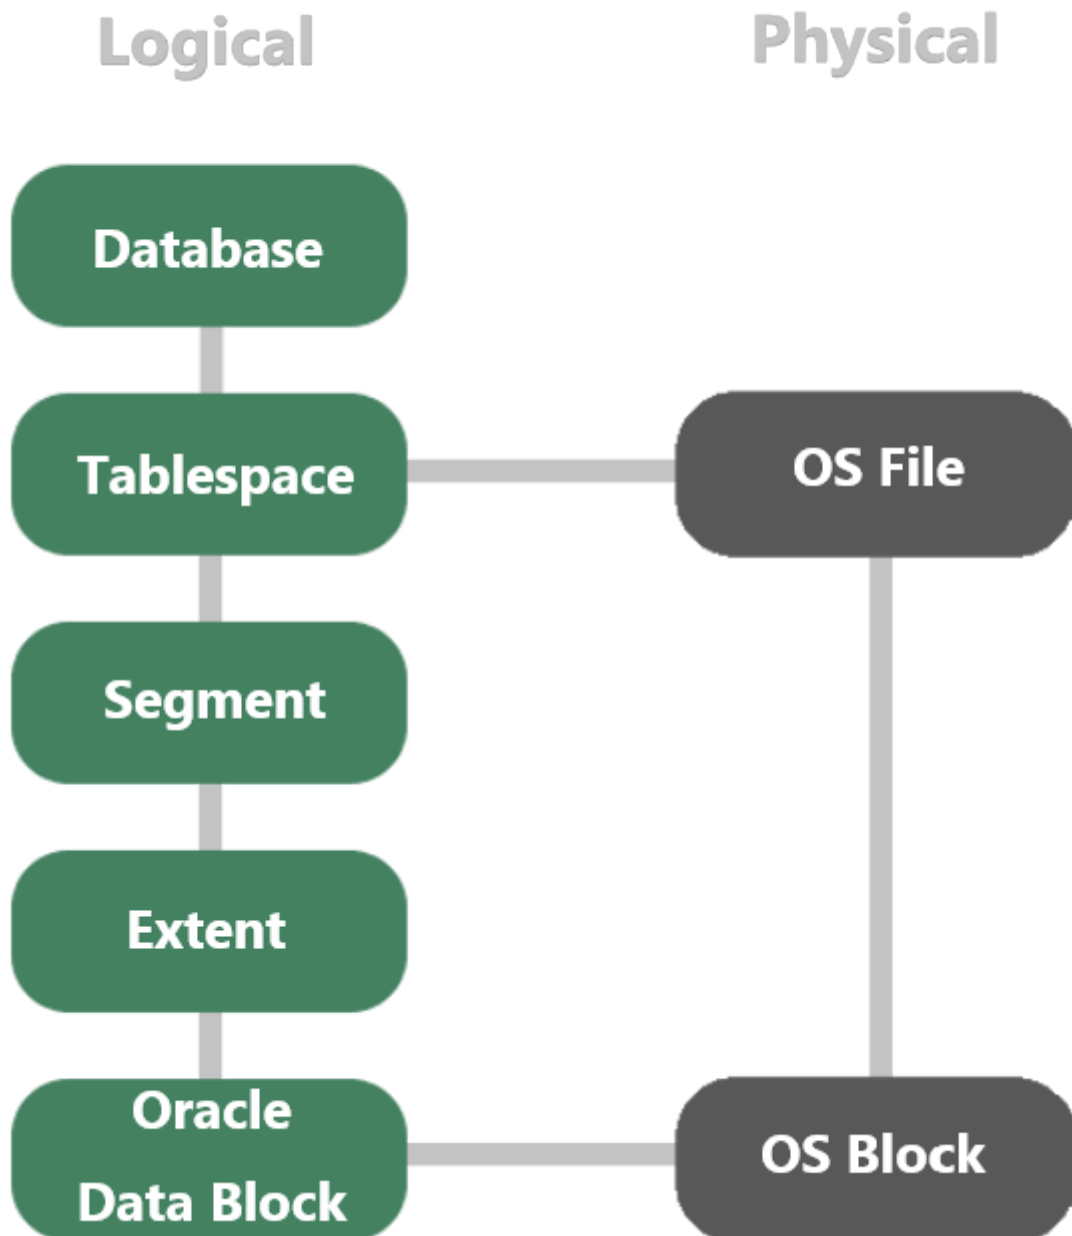 Logical
Physical
Database
Tablespace
OS File
Segment
Extent
Oracle
Data Block
OS Block